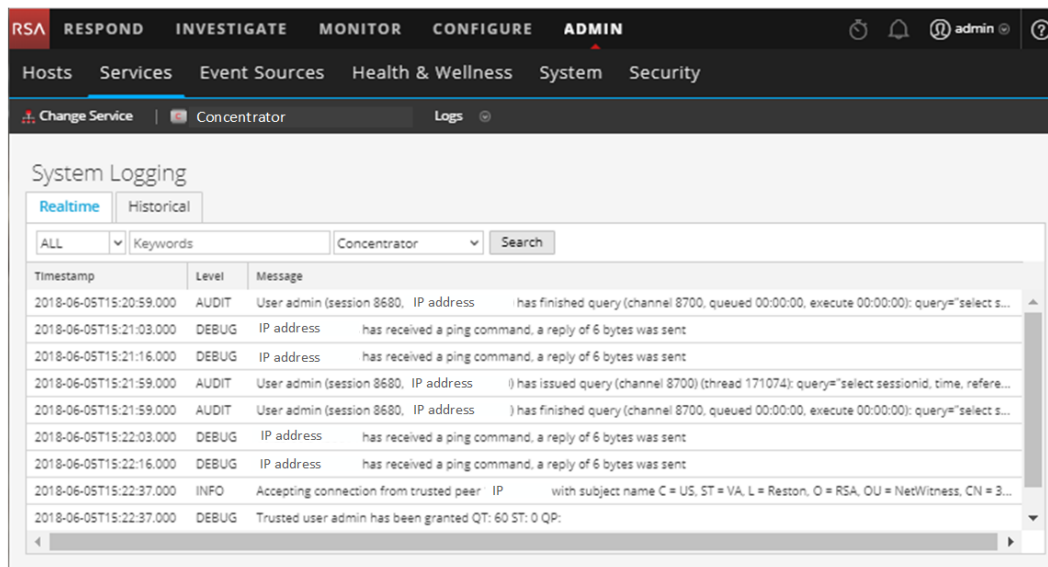 RSA RESPOND INVESTIGATE MONITOR CONFIGURE ADMIN admin ?
Hosts Services Event Sources Health & Wellness System Security
Change Service | C Concentrator Logs
System Logging
Realtime Historical
ALL Keywords Concentrator Search
Timestamp Level Message
2018-06-05T15:20:59.000 AUDIT User admin (session 8680, IP address has finished query (channel 8700, queued 00:00:00, execute 00:00:00): query="select s...
2018-06-05T15:21:03.000 DEBUG IP address has received a ping command, a reply of 6 bytes was sent
2018-06-05T15:21:16.000 DEBUG IP address has received a ping command, a reply of 6 bytes was sent
2018-06-05T15:21:59.000 AUDIT User admin (session 8680, IP address ) has issued query (channel 8700) (thread 171074): query="select sessionid, time, refere...
2018-06-05T15:21:59.000 AUDIT User admin (session 8680, IP address ) has finished query (channel 8700, queued 00:00:00, execute 00:00:00): query="select s...
2018-06-05T15:22:03.000 DEBUG IP address has received a ping command, a reply of 6 bytes was sent
2018-06-05T15:22:16.000 DEBUG IP address has received a ping command, a reply of 6 bytes was sent
2018-06-05T15:22:37.000 INFO Accepting connection from trusted peer IP with subject name C = US, ST = VA, L = Reston, O = RSA, OU = NetWitness, CN = 3...
2018-06-05T15:22:37.000 DEBUG Trusted user admin has been granted QT: 60 ST: 0 QP: